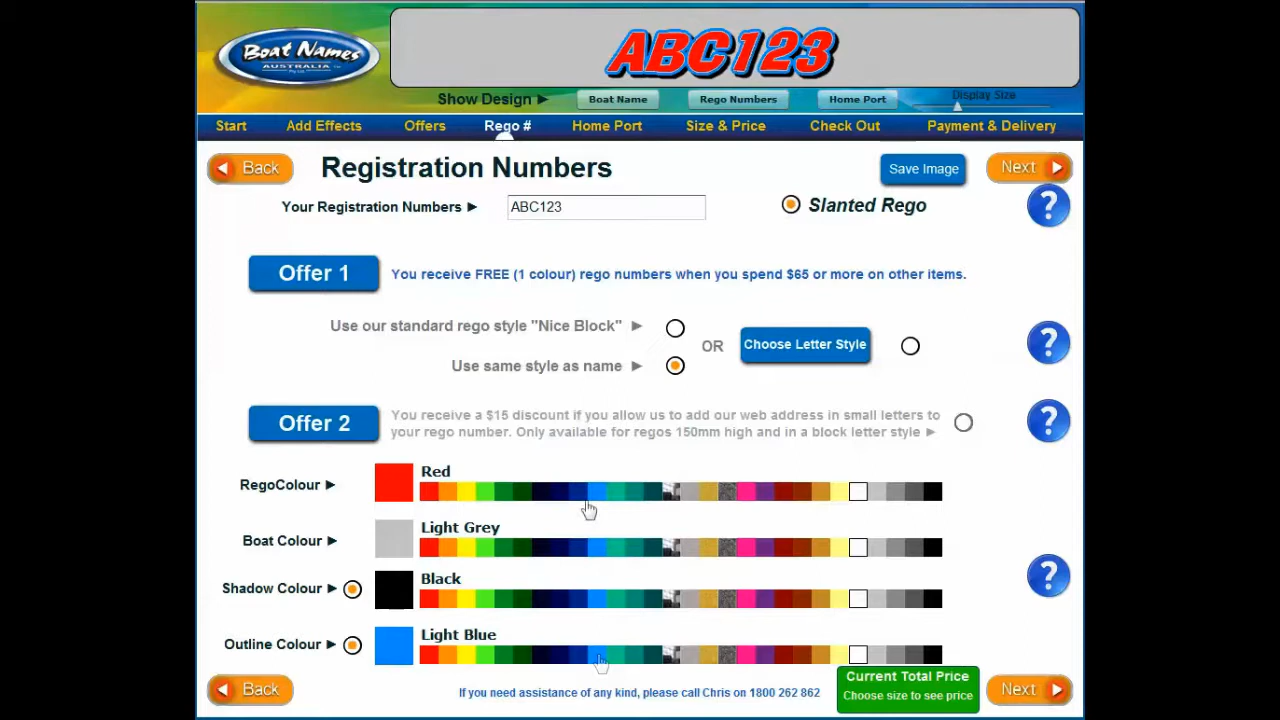 Boat Names
AUSTRALIA
Pty Ltd
ABC123
Show Design ▶ Boat Name Rego Numbers Home Port Display Size
Start Add Effects Offers Rego # Home Port Size & Price Check Out Payment & Delivery
Back Registration Numbers Save Image Next
Your Registration Numbers ▶ ABC123 Slanted Rego ?
Offer 1 You receive FREE (1 colour) rego numbers when you spend $65 or more on other items.
Use our standard rego style "Nice Block" ▶
OR Choose Letter Style ?
Use same style as name ▶
Offer 2 You receive a $15 discount if you allow us to add our web address in small letters to
your rego number. Only available for regos 150mm high and in a block letter style ▶ ?
Red
RegoColour ▶
Light Grey
Boat Colour ▶
Black
Shadow Colour ▶ ?
Light Blue
Outline Colour ▶
Back If you need assistance of any kind, please call Chris on 1800 262 862 Current Total Price
Choose size to see price Next